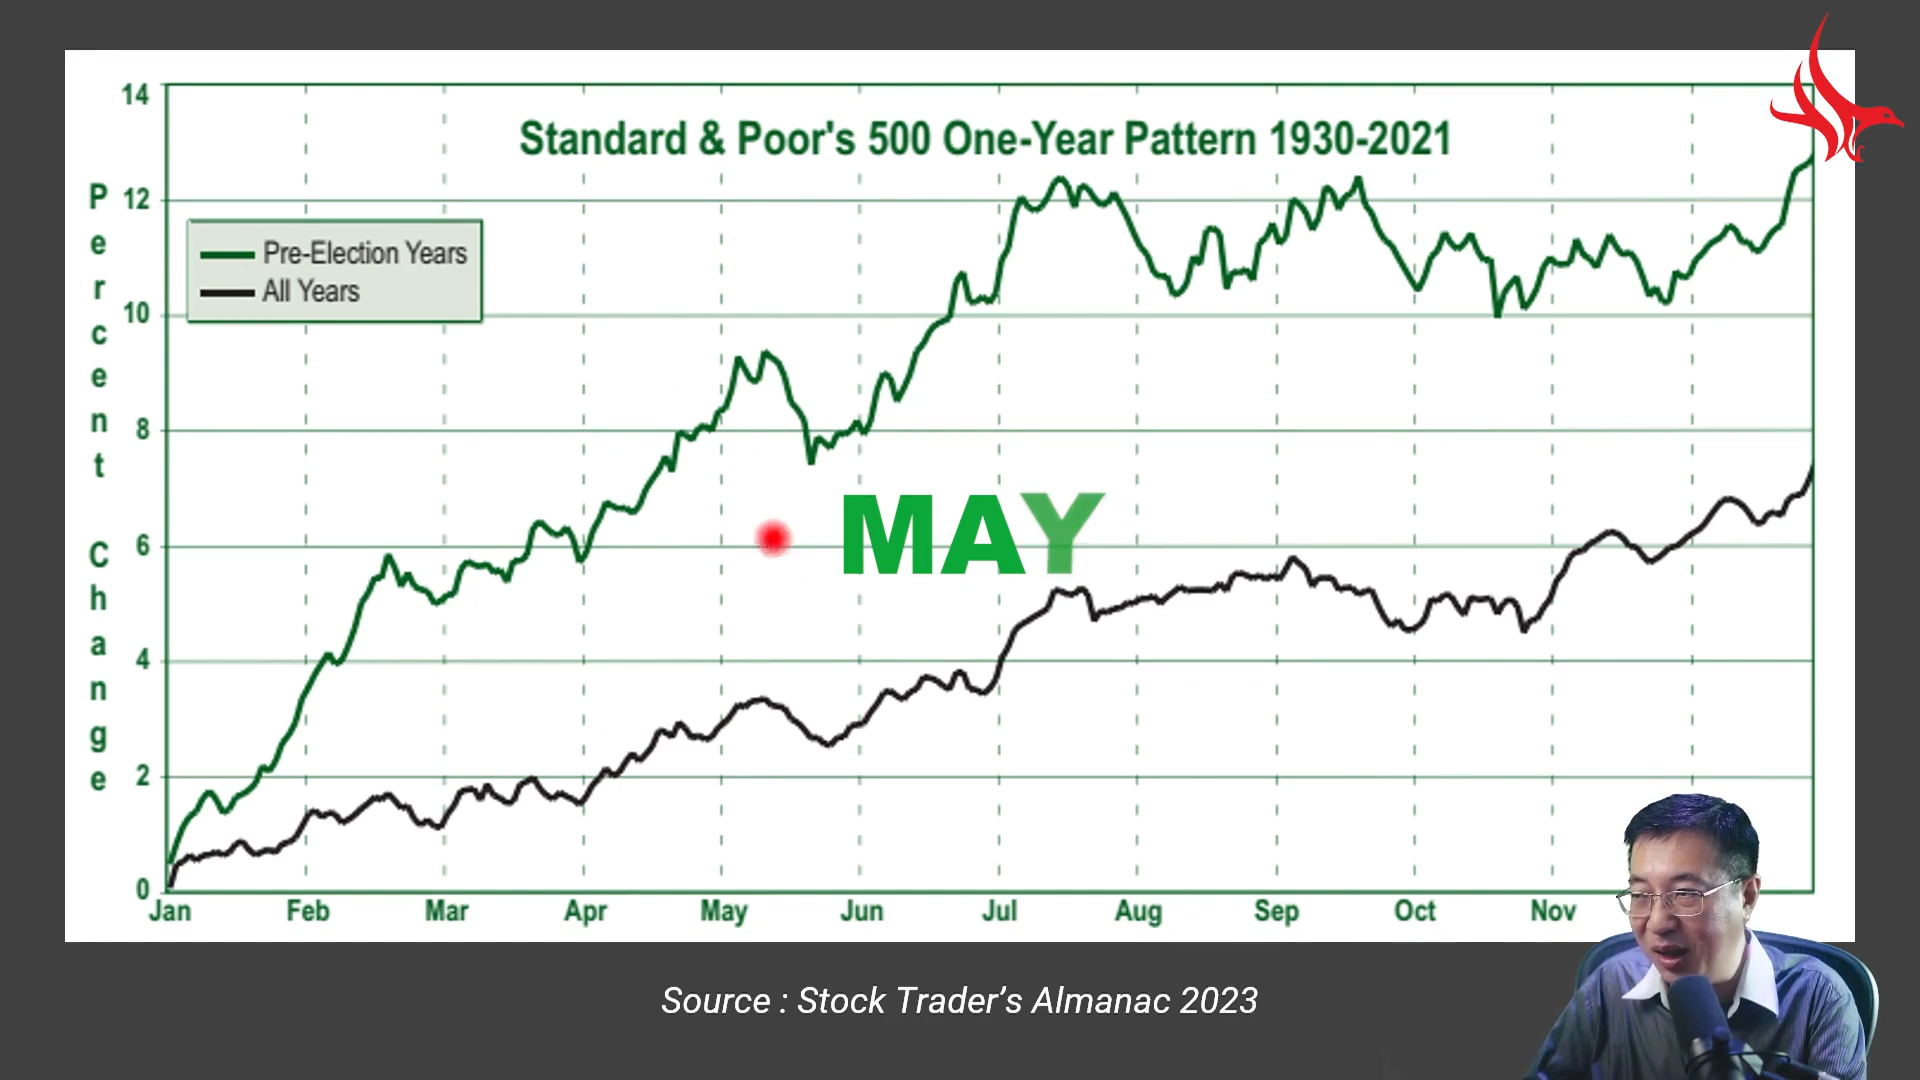 Standard & Poor's 500 One-Year Pattern 1930-2021
Percent Change
14
12
10
8
6
4
2
0
Pre-Election Years
All Years
MAY
Jan Feb Mar Apr May Jun Jul Aug Sep Oct Nov
Source : Stock Trader’s Almanac 2023